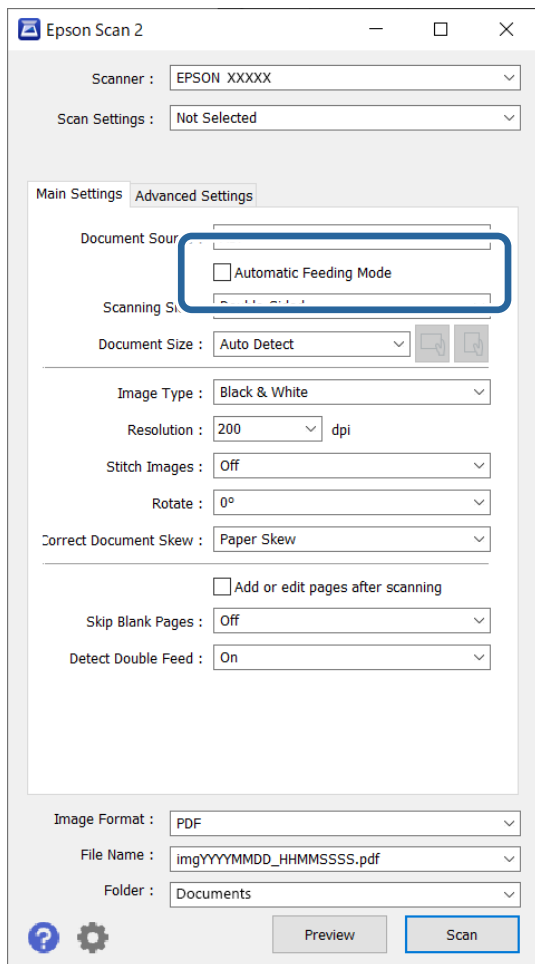 Epson Scan 2
Scanner : EPSON XXXXX
Scan Settings : Not Selected
Main Settings Advanced Settings
Document
Automatic Feeding Mode
Scanning
Document Size : Auto Detect
Image Type : Black & White
Resolution : 200 dpi
Stitch Images : Off
Rotate : 0°
Correct Document Skew : Paper Skew
Add or edit pages after scanning
Skip Blank Pages : Off
Detect Double Feed : On
Image Format : PDF
File Name : imgYYYYMMDD_HHMMSSSS.pdf
Folder : Documents
?
Preview Scan